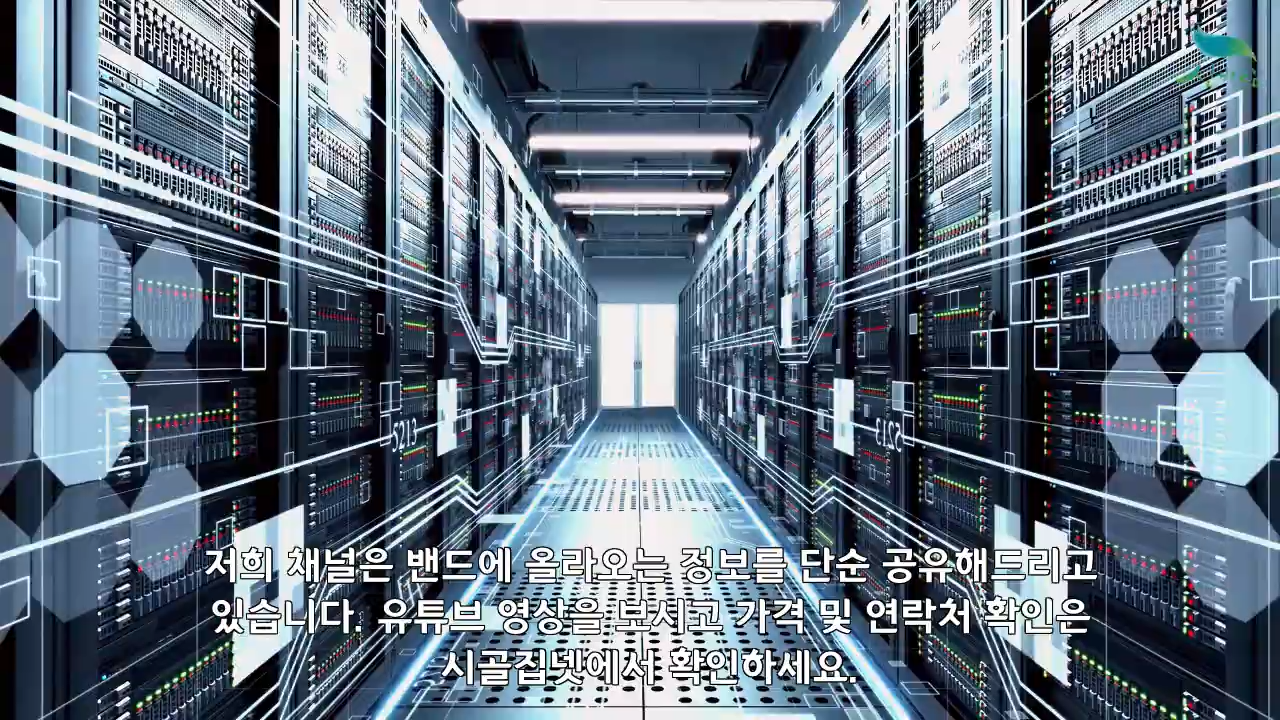 저희 채널은 밴드에 올라오는 정보를 단순 공유해드리고
있습니다. 유튜브 영상을 보시고 가격 및 연락처 확인은
시골집넷에서 확인하세요.
5213